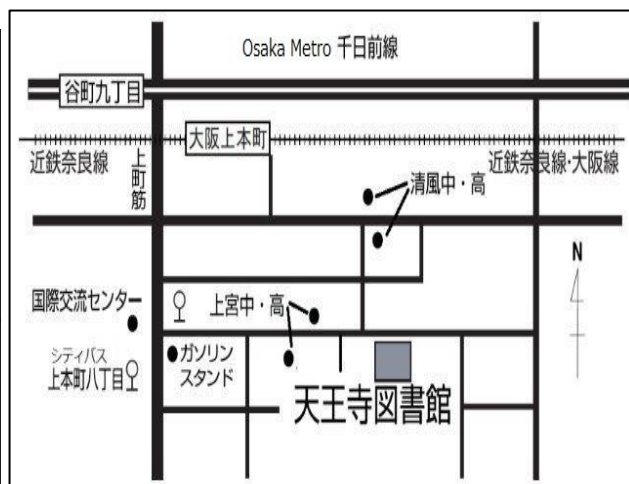 Osaka Metro 千日前線
谷町九丁目
大阪上本町
近鉄奈良線
近鉄奈良線・大阪線
上町筋
清風中・高
N
国際交流センター
上宮中・高
シティバス
上本町八丁目
ガソリン
スタンド
天王寺図書館